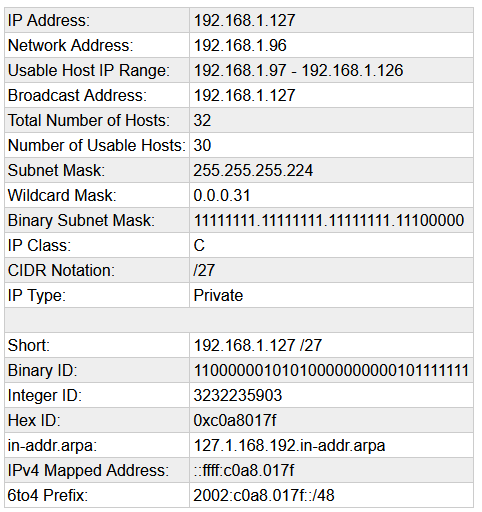 IP Address: 192.168.1.127
Network Address: 192.168.1.96
Usable Host IP Range: 192.168.1.97 - 192.168.1.126
Broadcast Address: 192.168.1.127
Total Number of Hosts: 32
Number of Usable Hosts: 30
Subnet Mask: 255.255.255.224
Wildcard Mask: 0.0.0.31
Binary Subnet Mask: 11111111.11111111.11111111.11100000
IP Class: C
CIDR Notation: /27
IP Type: Private
Short: 192.168.1.127 /27
Binary ID: 11000000101010000000000101111111
Integer ID: 3232235903
Hex ID: 0xc0a8017f
in-addr.arpa: 127.1.168.192.in-addr.arpa
IPv4 Mapped Address: ::ffff:c0a8.017f
6to4 Prefix: 2002:c0a8.017f::/48